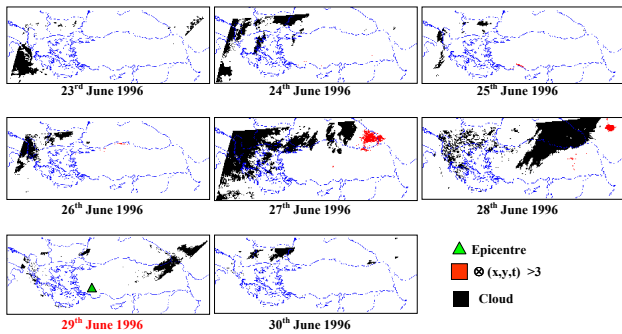 23rd June 1996
24th June 1996
25th June 1996
26th June 1996
27th June 1996
28th June 1996
29th June 1996
30th June 1996
Epicentre
⊗ (x,y,t) >3
Cloud